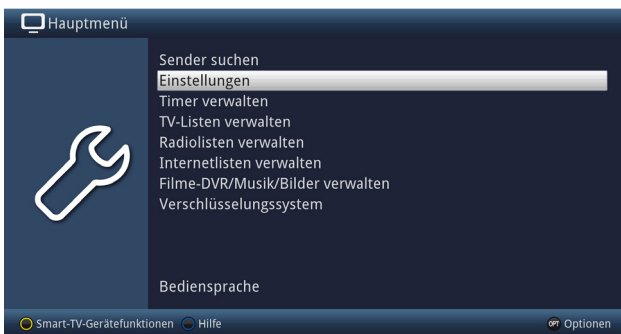 Hauptmenü
Sender suchen
Einstellungen
Timer verwalten
TV-Listen verwalten
Radiolisten verwalten
Internetlisten verwalten
Filme-DVR/Musik/Bilder verwalten
Verschlüsselungssystem
Bediensprache
Smart-TV-Gerätefunktionen Hilfe OPT Optionen